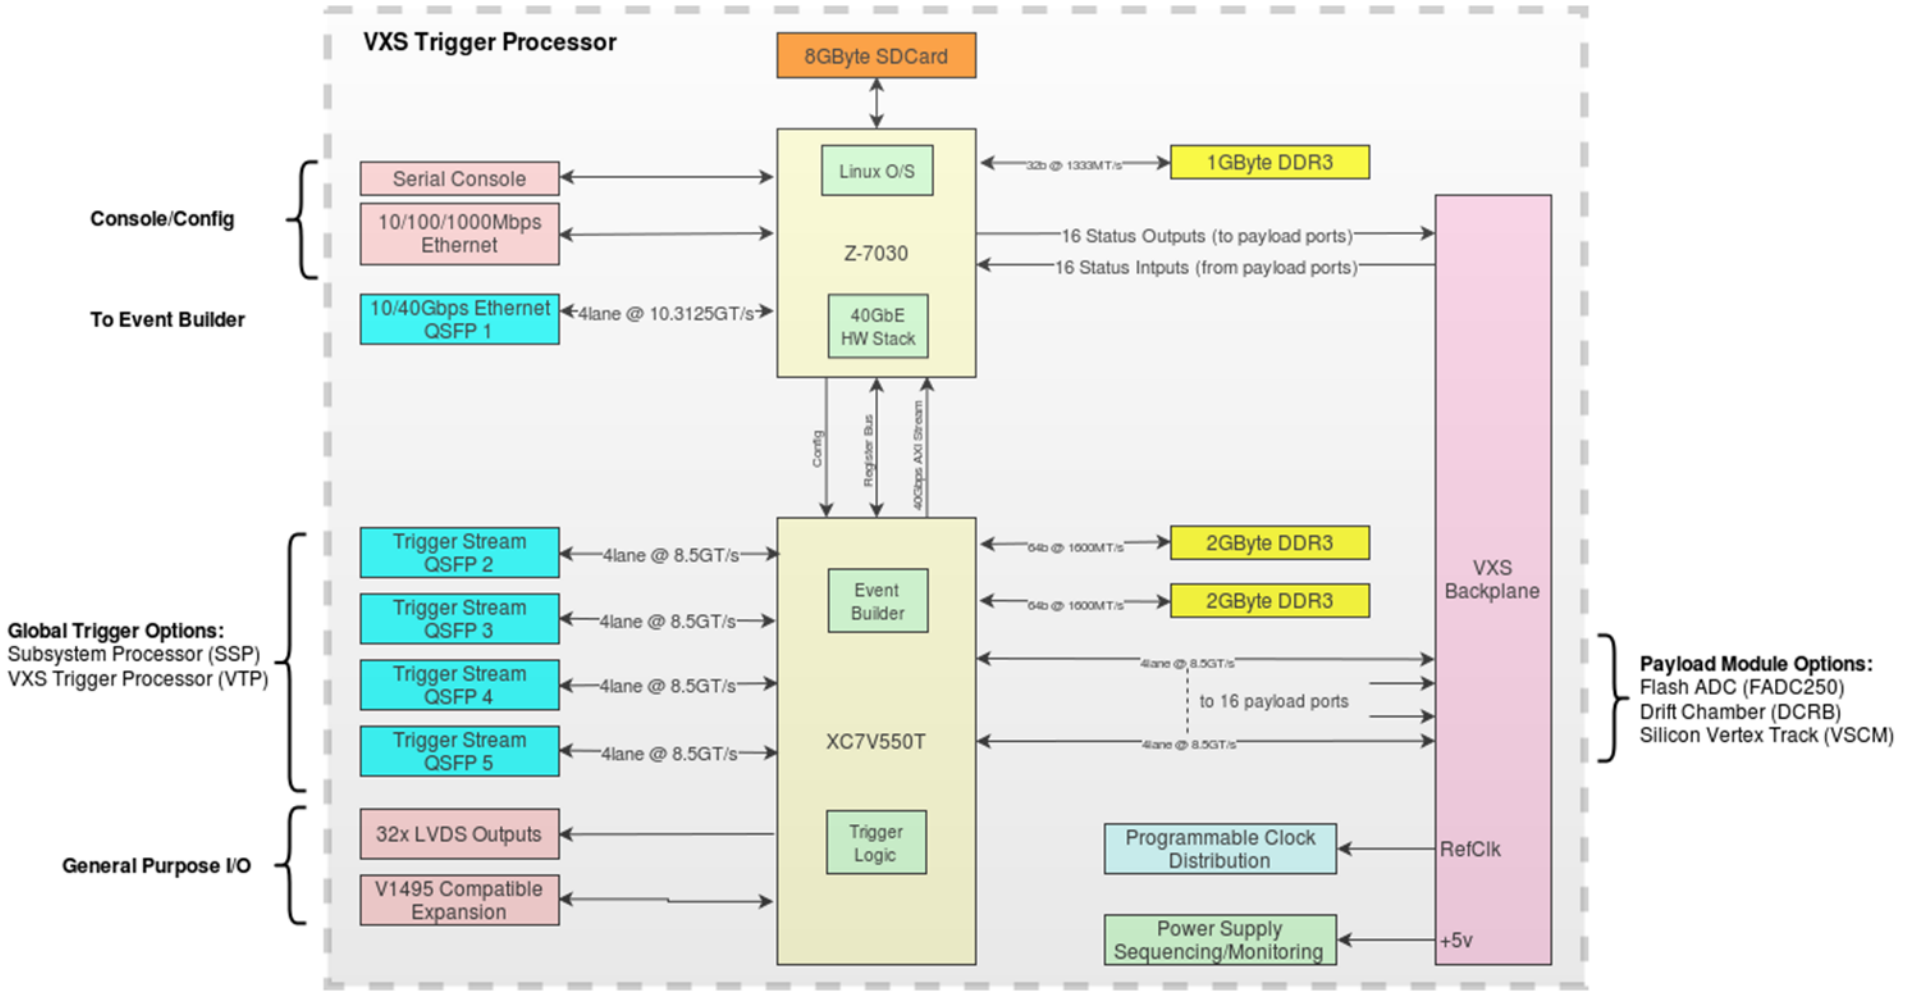 VXS Trigger Processor
8GByte SDCard
Linux O/S
Z-7030
40GbE
HW Stack
Serial Console
10/100/1000Mbps
Ethernet
Console/Config
10/40Gbps Ethernet
QSFP 1
To Event Builder
4lane @ 10.3125GT/s
32b @ 1333MT/s
1GByte DDR3
16 Status Outputs (to payload ports)
16 Status Intputs (from payload ports)
Config
Register Bus
40Gbps AXI Stream
Trigger Stream
QSFP 2
4lane @ 8.5GT/s
Trigger Stream
QSFP 3
4lane @ 8.5GT/s
Trigger Stream
QSFP 4
4lane @ 8.5GT/s
Trigger Stream
QSFP 5
4lane @ 8.5GT/s
Global Trigger Options:
Subsystem Processor (SSP)
VXS Trigger Processor (VTP)
32x LVDS Outputs
V1495 Compatible
Expansion
General Purpose I/O
Event
Builder
XC7V550T
Trigger
Logic
64b @ 1600MT/s
2GByte DDR3
64b @ 1600MT/s
2GByte DDR3
4lane @ 8.5GT/s
to 16 payload ports
4lane @ 8.5GT/s
VXS
Backplane
Programmable Clock
Distribution
RefClk
Power Supply
Sequencing/Monitoring
+5v
Payload Module Options:
Flash ADC (FADC250)
Drift Chamber (DCRB)
Silicon Vertex Track (VSCM)